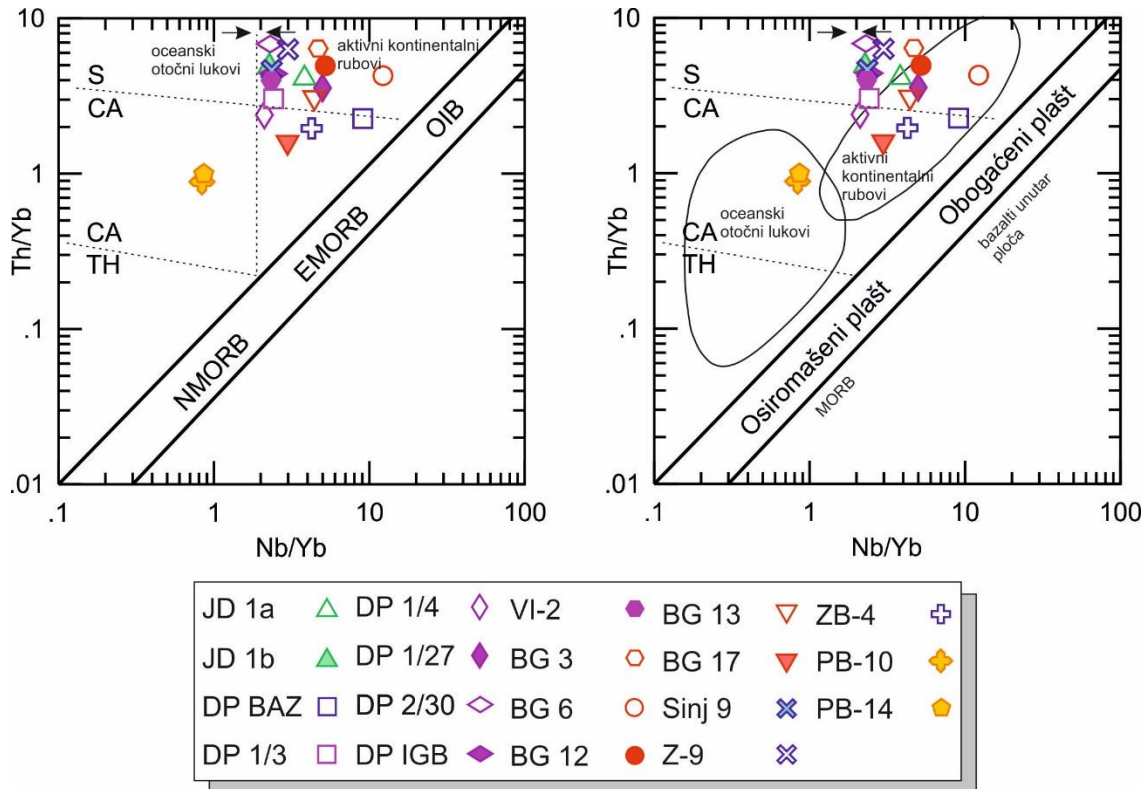 10
1
.1
.01
.1
1
10
100
Th/Yb
Nb/Yb
S
CA
CA
TH
oceanski
otočni lukovi
aktivni kontinentalni
rubovi
NMORB
EMORB
OIB
10
1
.1
.01
.1
1
10
100
Th/Yb
Nb/Yb
S
CA
CA
TH
aktivni
kontinentalni
rubovi
oceanski
otočni lukovi
Osiromašeni plašt
Obogaćeni plašt
MORB
bazalti unutar
ploča
JD 1a DP 1/4 VI-2 BG 13 ZB-4
JD 1b DP 1/27 BG 3 BG 17 PB-10
DP BAZ DP 2/30 BG 6 Sinj 9 PB-14
DP 1/3 DP IGB BG 12 Z-9